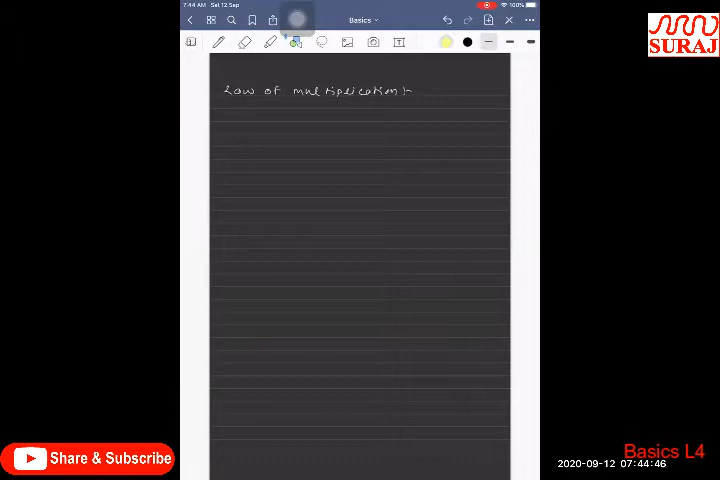 7:44 AM Sat 12 Sep
100%
Basics
SURAJ
Law of multiplication :-
Share & Subscribe
Basics L4
2020-09-12 07:44:46